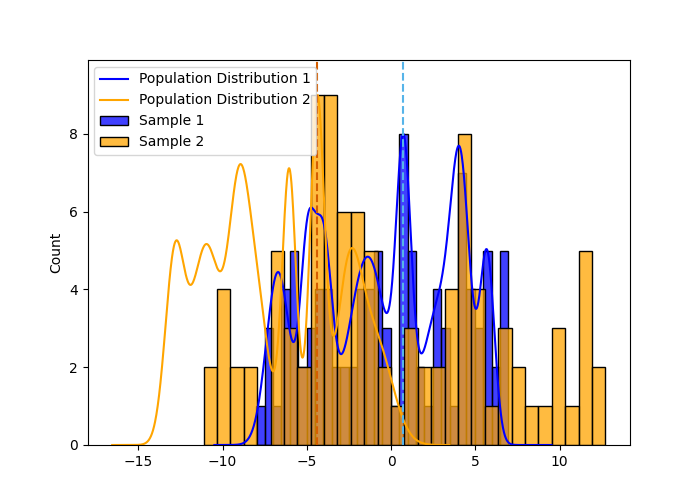 Population Distribution 1
Population Distribution 2
Sample 1
Sample 2
Count
8
6
4
2
0
−15 −10 −5 0 5 10